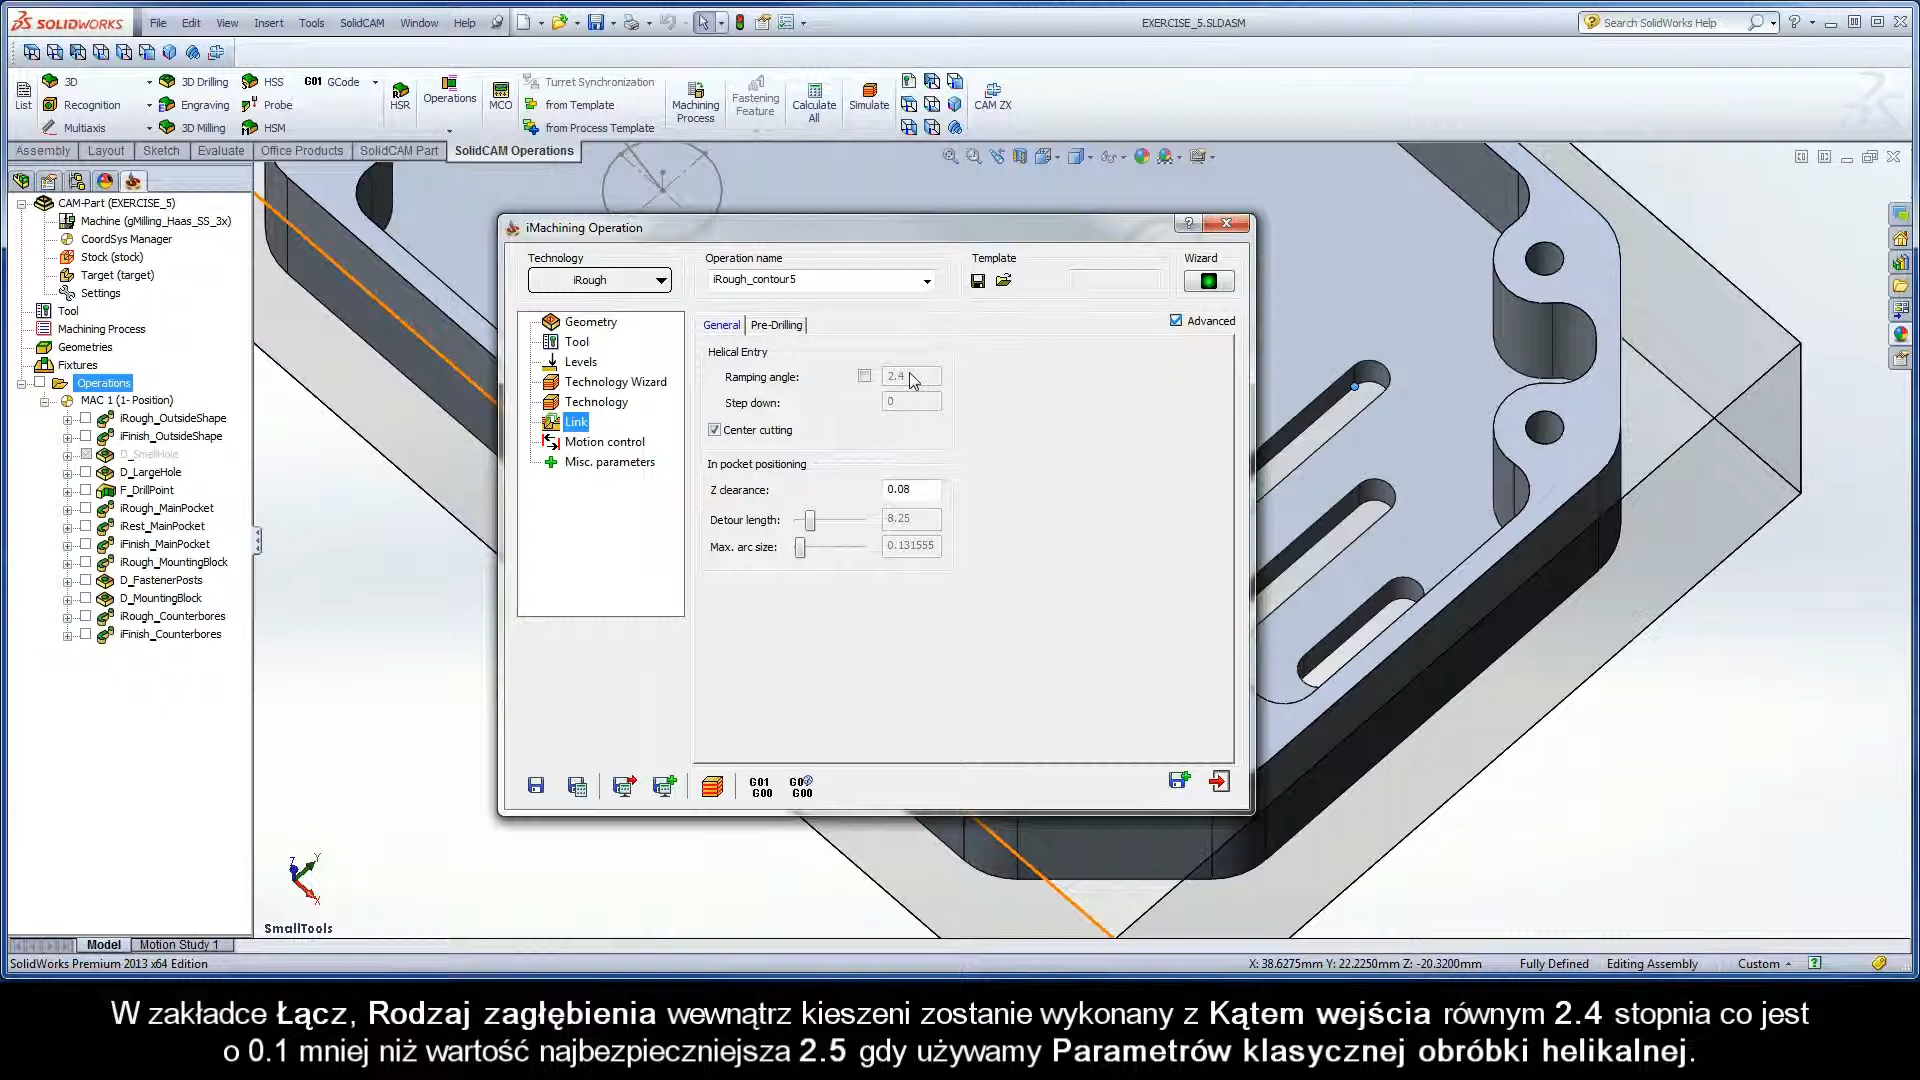 SOLIDWORKS File Edit View Insert Tools SolidCAM Window Help EXERCISE_5.SLDASM Search SolidWorks Help
3D 3D Drilling HSS G01 GCode Turret Synchronization
List Recognition Engraving Probe HSR Operations MCO from Template Machining Process Fastening Feature Calculate All Simulate CAM ZX
Multiaxis 3D Milling HSM from Process Template
Assembly Layout Sketch Evaluate Office Products SolidCAM Part SolidCAM Operations
CAM-Part (EXERCISE_5)
Machine (gMilling_Haas_SS_3x)
CoordSys Manager
Stock (stock)
Target (target)
Settings
Tool
Machining Process
Geometries
Fixtures
Operations
MAC 1 (1- Position)
iRough_OutsideShape
iFinish_OutsideShape
D_SmallHole
D_LargeHole
F_DrillPoint
iRough_MainPocket
iRest_MainPocket
iFinish_MainPocket
iRough_MountingBlock
D_FastenerPosts
D_MountingBlock
iRough_Counterbores
iFinish_Counterbores
iMachining Operation
Technology Operation name Template Wizard
iRough iRough_contour5
Geometry
Tool
Levels
Technology Wizard
Technology
Link
Motion control
Misc. parameters
General Pre-Drilling Advanced
Helical Entry
Ramping angle: 2.4
Step down: 0
Center cutting
In pocket positioning
Z clearance: 0.08
Detour length: 8.25
Max. arc size: 0.131555
G01 G00
G00
Z Y X
SmallTools
Model Motion Study 1
SolidWorks Premium 2013 x64 Edition X: 38.6275mm Y: 22.2250mm Z: -20.3200mm Fully Defined Editing Assembly Custom
W zakładce Łącz, Rodzaj zagłębienia wewnątrz kieszeni zostanie wykonany z Kątem wejścia równym 2.4 stopnia co jest
o 0.1 mniej niż wartość najbezpieczniejsza 2.5 gdy używamy Parametrów klasycznej obróbki helikalnej.